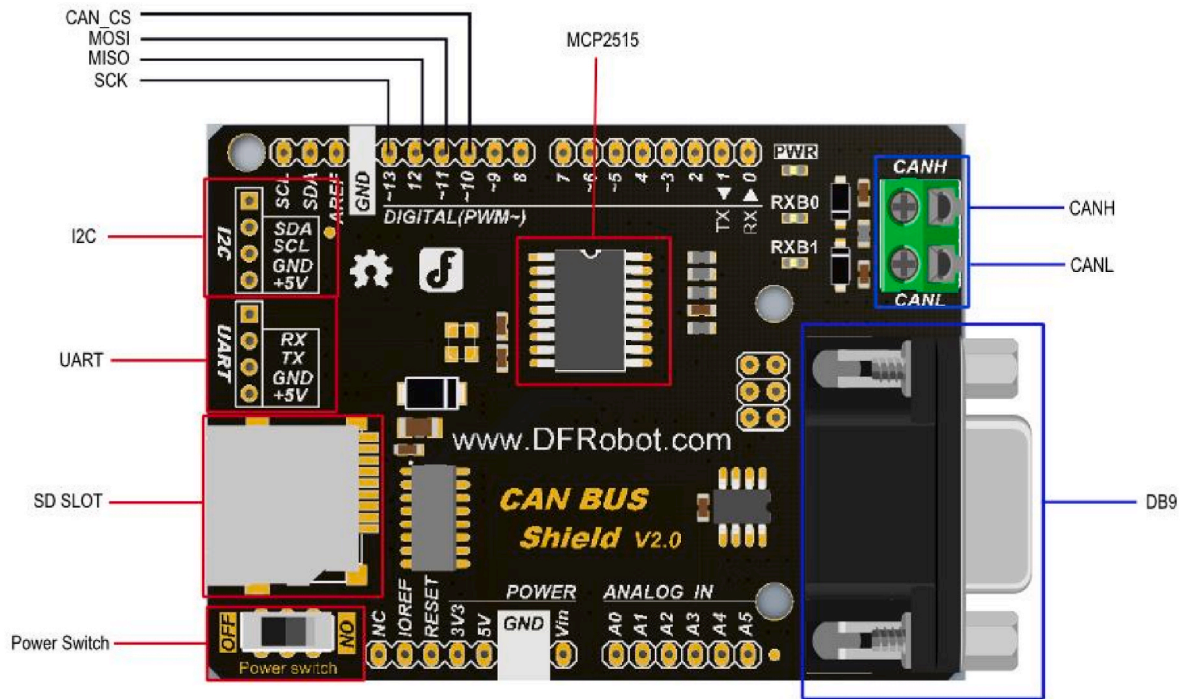 CAN_CS
MOSI
MISO
SCK
MCP2515
SCL
SDA
AREF
GND
~13
12
~11
~10
~9
8
7
~6
~5
~4
~3
2
1
0
TX
RX
DIGITAL(PWM~)
PWR
RXB0
RXB1
CANH
CANL
CANH
CANL
I2C
I2C
SDA
SCL
GND
+5V
UART
UART
RX
TX
GND
+5V
SD SLOT
www.DFRobot.com
CAN BUS
Shield V2.0
DB9
Power Switch
OFF
NO
Power switch
POWER
NC
IOREF
RESET
3V3
5V
GND
Vin
ANALOG IN
A0
A1
A2
A3
A4
A5